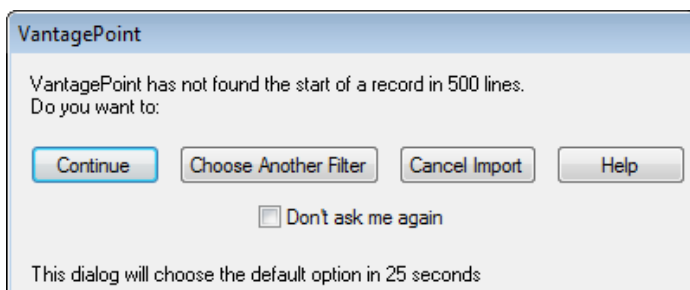 VantagePoint
VantagePoint has not found the start of a record in 500 lines.
Do you want to:
Continue Choose Another Filter Cancel Import Help
Don't ask me again
This dialog will choose the default option in 25 seconds